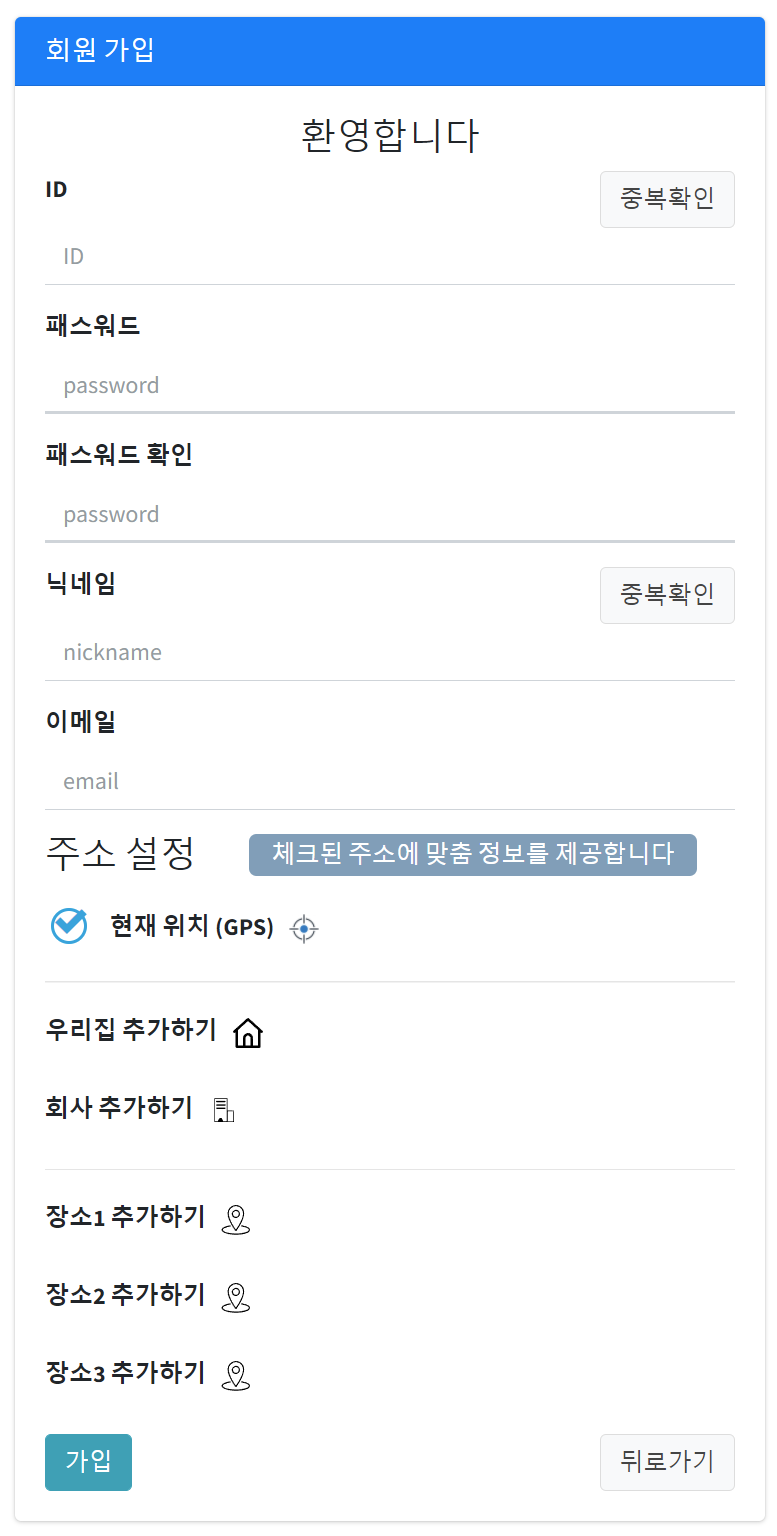 회원 가입
환영합니다
ID
중복확인
ID
패스워드
password
패스워드 확인
password
닉네임
중복확인
nickname
이메일
email
주소 설정
체크된 주소에 맞춤 정보를 제공합니다
현재 위치 (GPS)
우리집 추가하기
회사 추가하기
장소1 추가하기
장소2 추가하기
장소3 추가하기
가입
뒤로가기